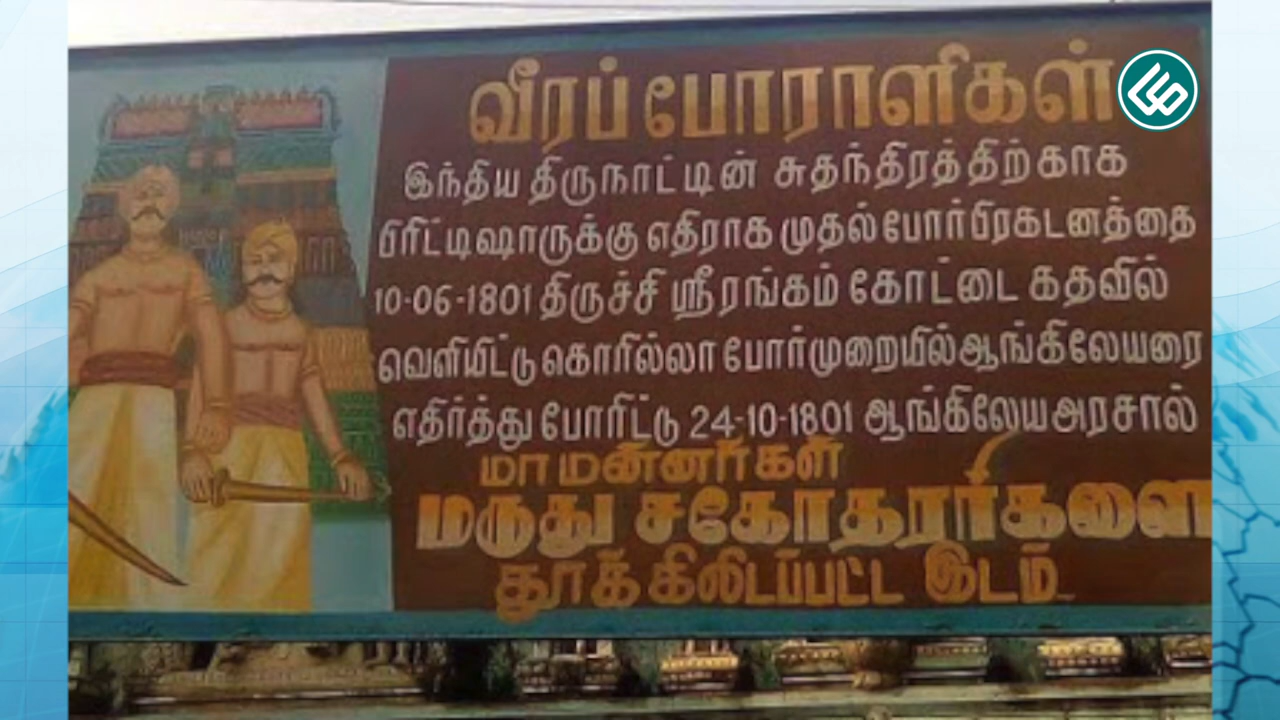 வீரப் போராளிகள்
இந்திய திருநாட்டின் சுதந்திரத்திற்காக
பிரிட்டிஷாருக்கு எதிராக முதல் போர் பிரகடனத்தை
10-06-1801 திருச்சி ஸ்ரீரங்கம் கோட்டை கதவில்
வெளியிட்டு கொரில்லா போர்முறையில் ஆங்கிலேயரை
எதிர்த்து போரிட்டு 24-10-1801 ஆங்கிலேய அரசால்
மாமன்னர்கள்
மருது சகோதரர்களை
தூக்கிலிடப்பட்ட இடம்